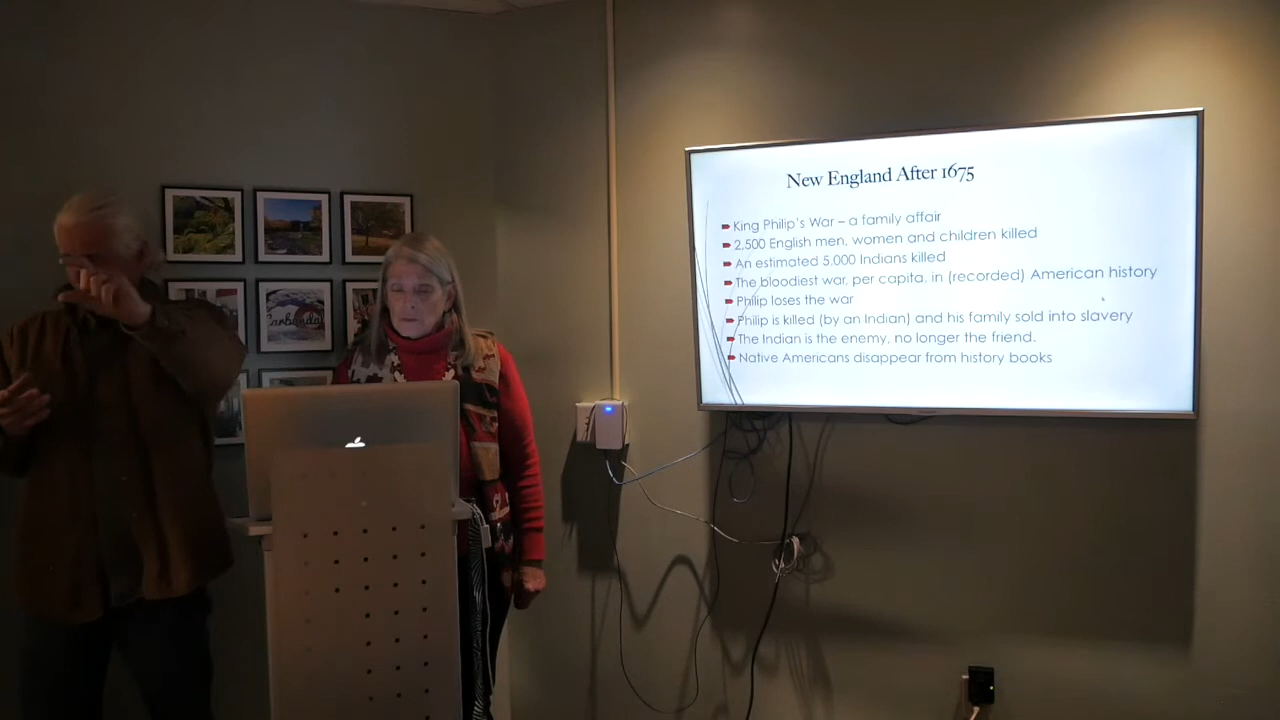 New England After 1675
King Philip's War – a family affair
2,500 English men, women and children killed
An estimated 5,000 Indians killed
The bloodiest war, per capita, in (recorded) American history
Philip loses the war
Philip is killed (by an Indian) and his family sold into slavery
The Indian is the enemy, no longer the friend.
Native Americans disappear from history books